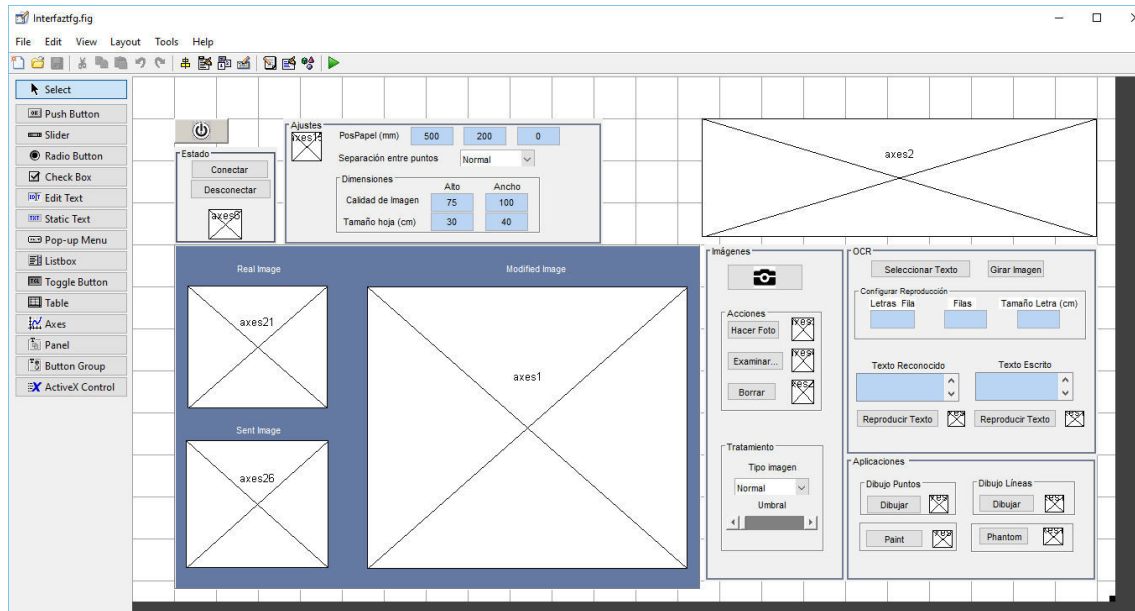 Interfaztfg.fig
File Edit View Layout Tools Help
Select
Push Button
Slider
Radio Button
Check Box
Edit Text
Static Text
Pop-up Menu
Listbox
Toggle Button
Table
Axes
Panel
Button Group
ActiveX Control
Estado
Conectar
Desconectar
axes6
Ajustes
PosPapel (mm) 500 200 0
Separación entre puntos Normal
Dimensiones
Alto Ancho
Calidad de Imagen 75 100
Tamaño hoja (cm) 30 40
axes2
Real Image
axes21
Sent Image
axes26
Modified Image
axes1
Imágenes
Acciones
Hacer Foto
Examinar...
Borrar
Tratamiento
Tipo imagen
Normal
Umbral
OCR
Seleccionar Texto Girar Imagen
Configurar Reproducción
Letras Fila Filas Tamaño Letra (cm)
Texto Reconocido Texto Escrito
Reproducir Texto Reproducir Texto
Aplicaciones
Dibujo Puntos Dibujo Líneas
Dibujar Dibujar
Paint Phantom